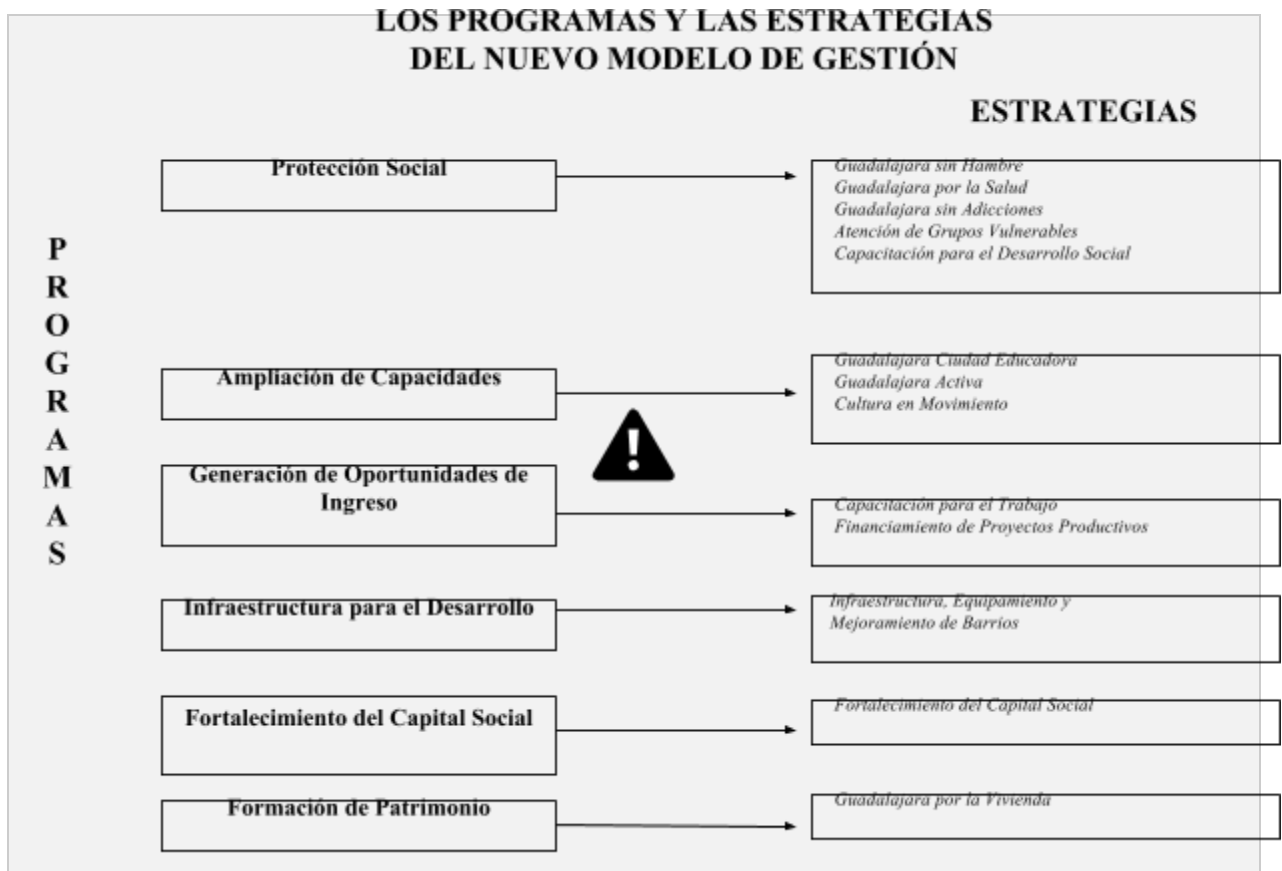 LOS PROGRAMAS Y LAS ESTRATEGIAS
DEL NUEVO MODELO DE GESTIÓN
ESTRATEGIAS
PROGRAMAS
Protección Social
Guadalajara sin Hambre
Guadalajara por la Salud
Guadalajara sin Adicciones
Atención de Grupos Vulnerables
Capacitación para el Desarrollo Social
Ampliación de Capacidades
Guadalajara Ciudad Educadora
Guadalajara Activa
Cultura en Movimiento
Generación de Oportunidades de
Ingreso
Capacitación para el Trabajo
Financiamiento de Proyectos Productivos
Infraestructura para el Desarrollo
Infraestructura, Equipamiento y
Mejoramiento de Barrios
Fortalecimiento del Capital Social
Fortalecimiento del Capital Social
Formación de Patrimonio
Guadalajara por la Vivienda